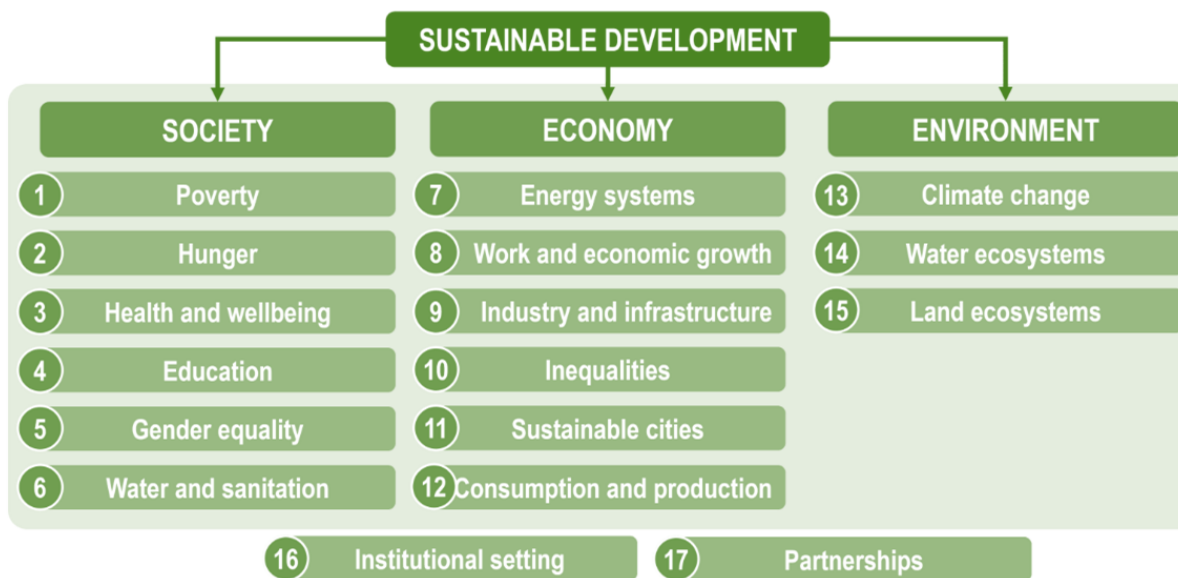 SUSTAINABLE DEVELOPMENT
SOCIETY
1 Poverty
2 Hunger
3 Health and wellbeing
4 Education
5 Gender equality
6 Water and sanitation
ECONOMY
7 Energy systems
8 Work and economic growth
9 Industry and infrastructure
10 Inequalities
11 Sustainable cities
12 Consumption and production
ENVIRONMENT
13 Climate change
14 Water ecosystems
15 Land ecosystems
16 Institutional setting
17 Partnerships